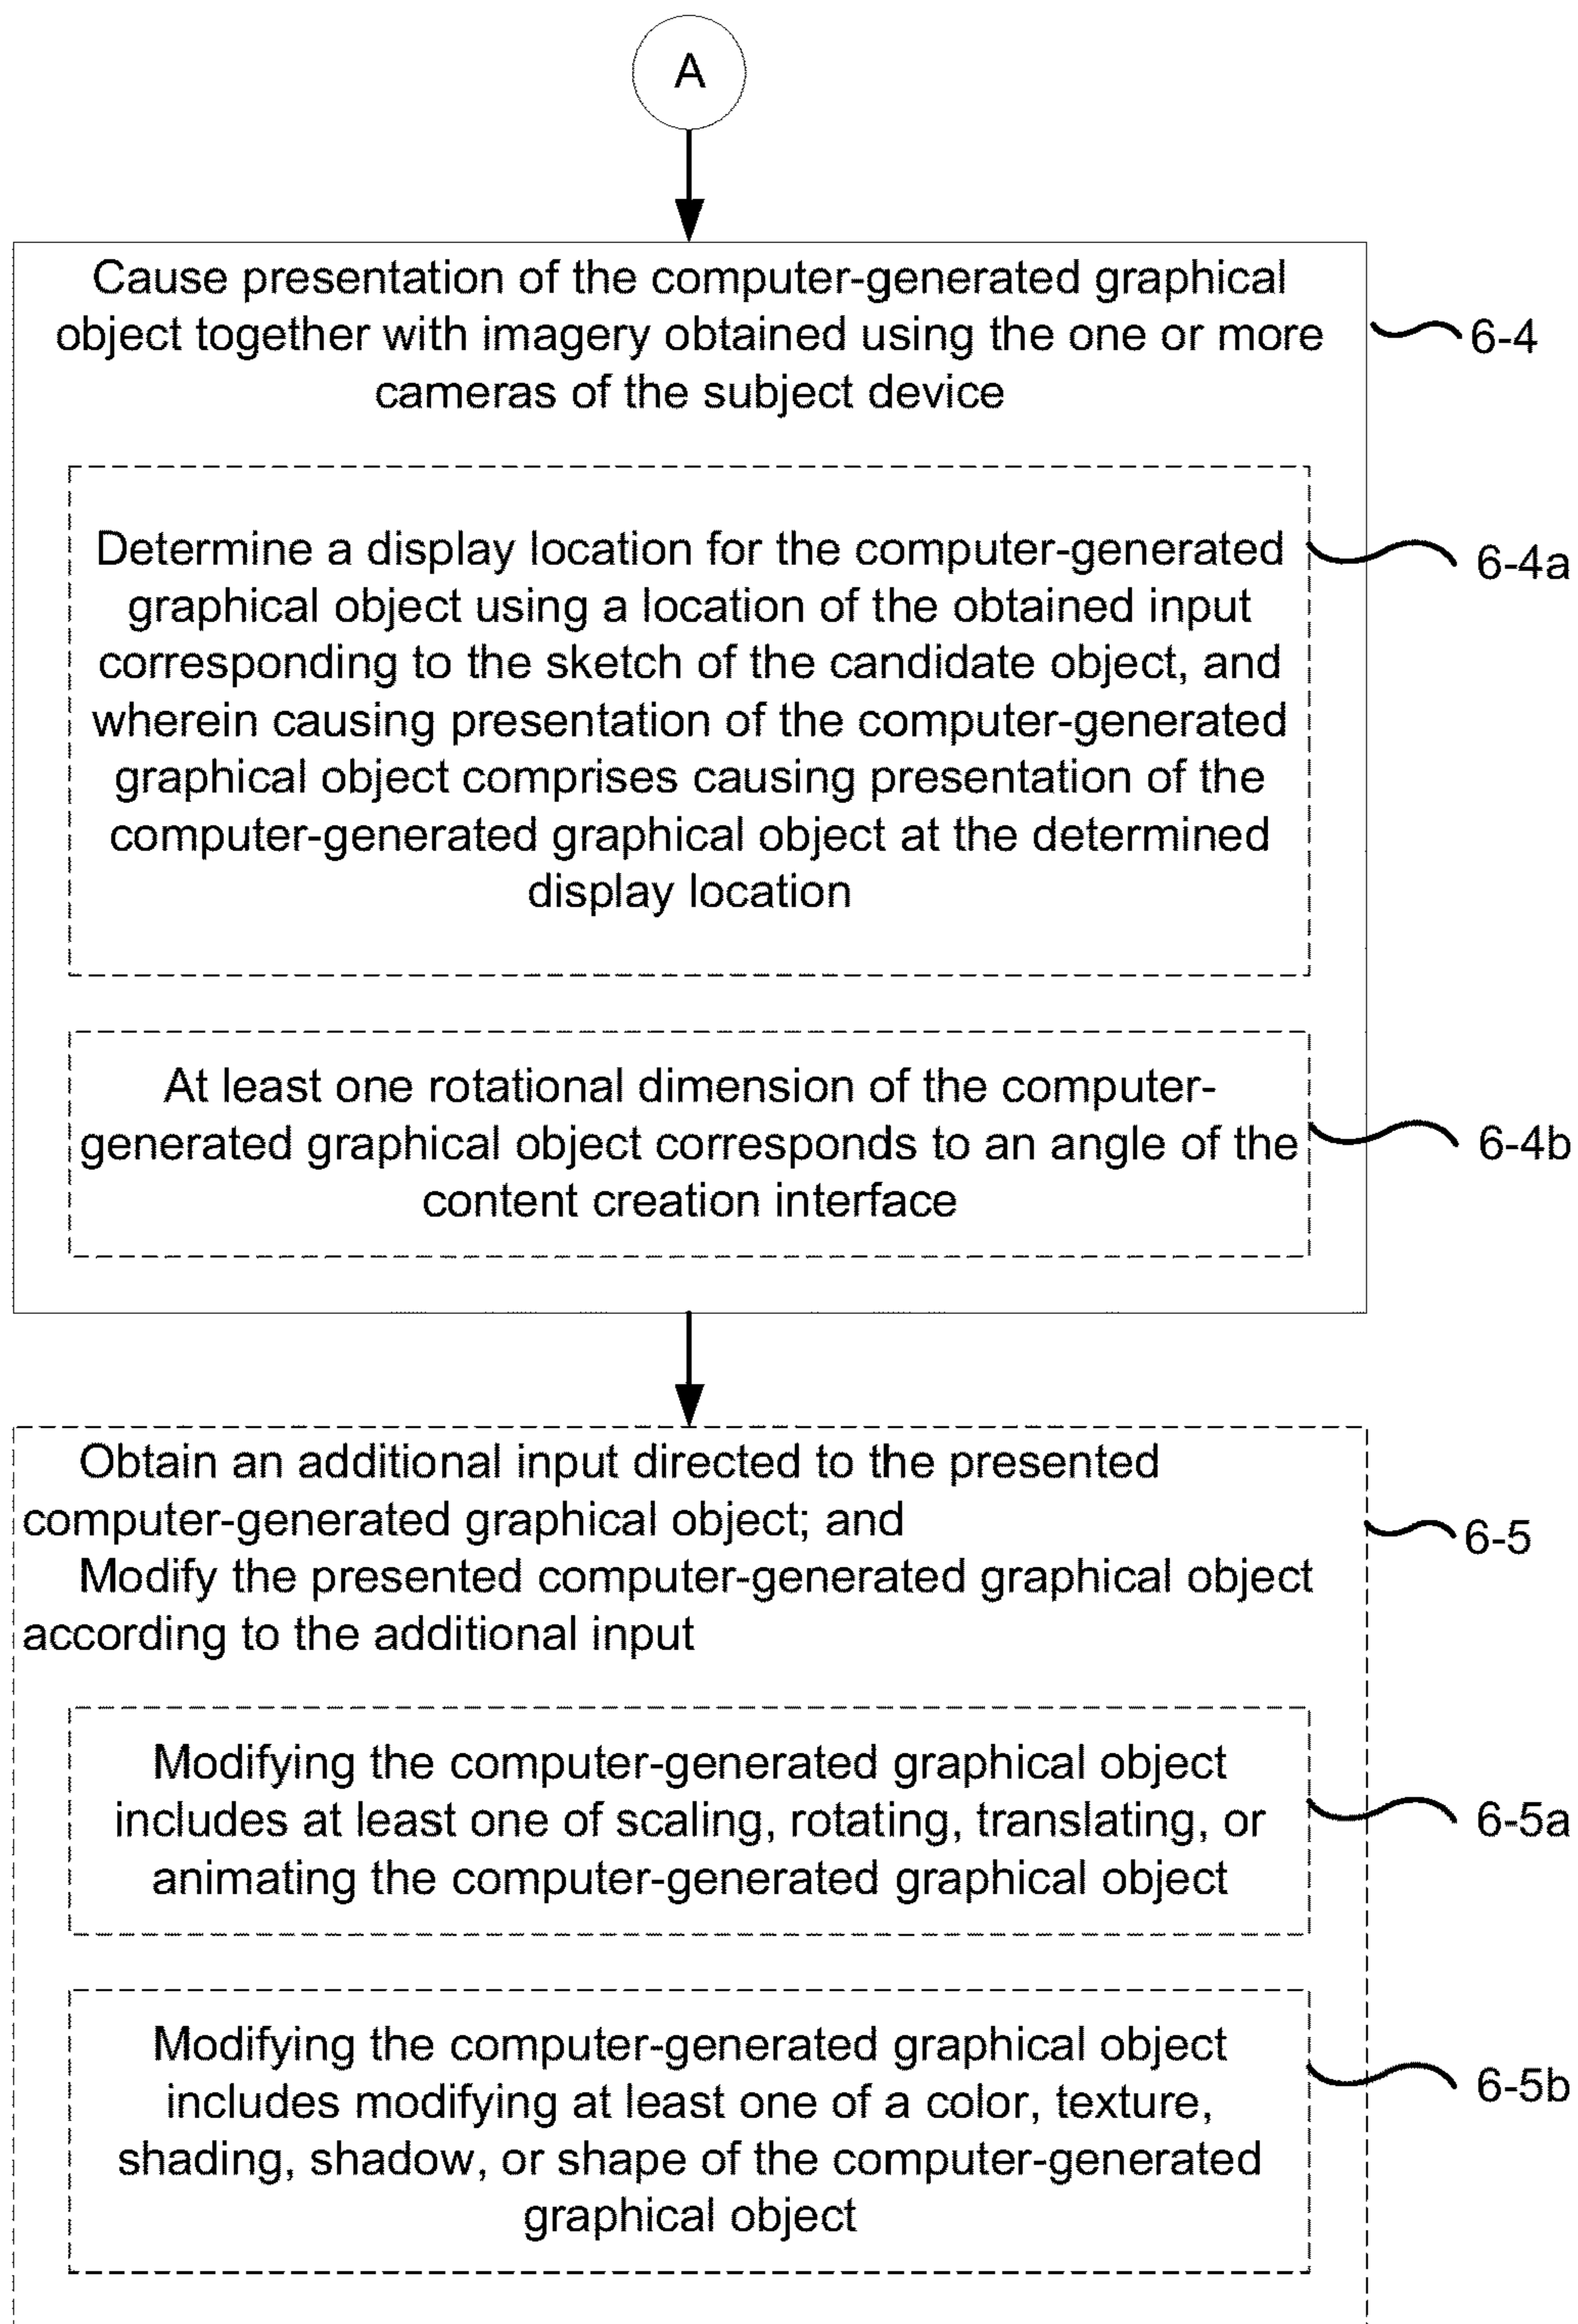 A
Cause presentation of the computer-generated graphical
object together with imagery obtained using the one or more
cameras of the subject device
6-4
Determine a display location for the computer-generated
graphical object using a location of the obtained input
corresponding to the sketch of the candidate object, and
wherein causing presentation of the computer-generated
graphical object comprises causing presentation of the
computer-generated graphical object at the determined
display location
6-4a
At least one rotational dimension of the computer-
generated graphical object corresponds to an angle of the
content creation interface
6-4b
Obtain an additional input directed to the presented
computer-generated graphical object; and
Modify the presented computer-generated graphical object
according to the additional input
6-5
Modifying the computer-generated graphical object
includes at least one of scaling, rotating, translating, or
animating the computer-generated graphical object
6-5a
Modifying the computer-generated graphical object
includes modifying at least one of a color, texture,
shading, shadow, or shape of the computer-generated
graphical object
6-5b